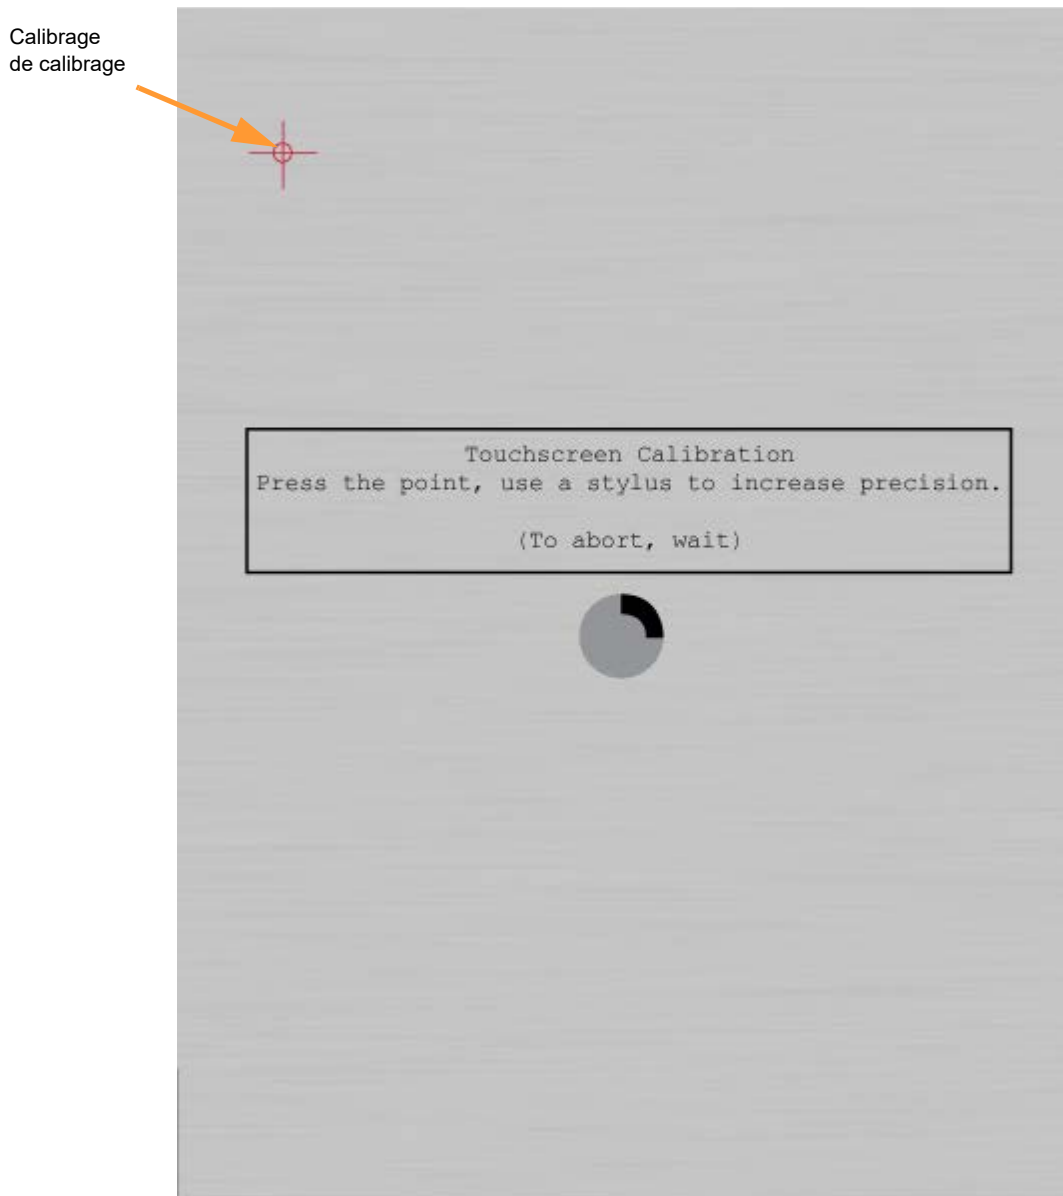 Calibrage
de calibrage
Touchscreen Calibration
Press the point, use a stylus to increase precision.
(To abort, wait)